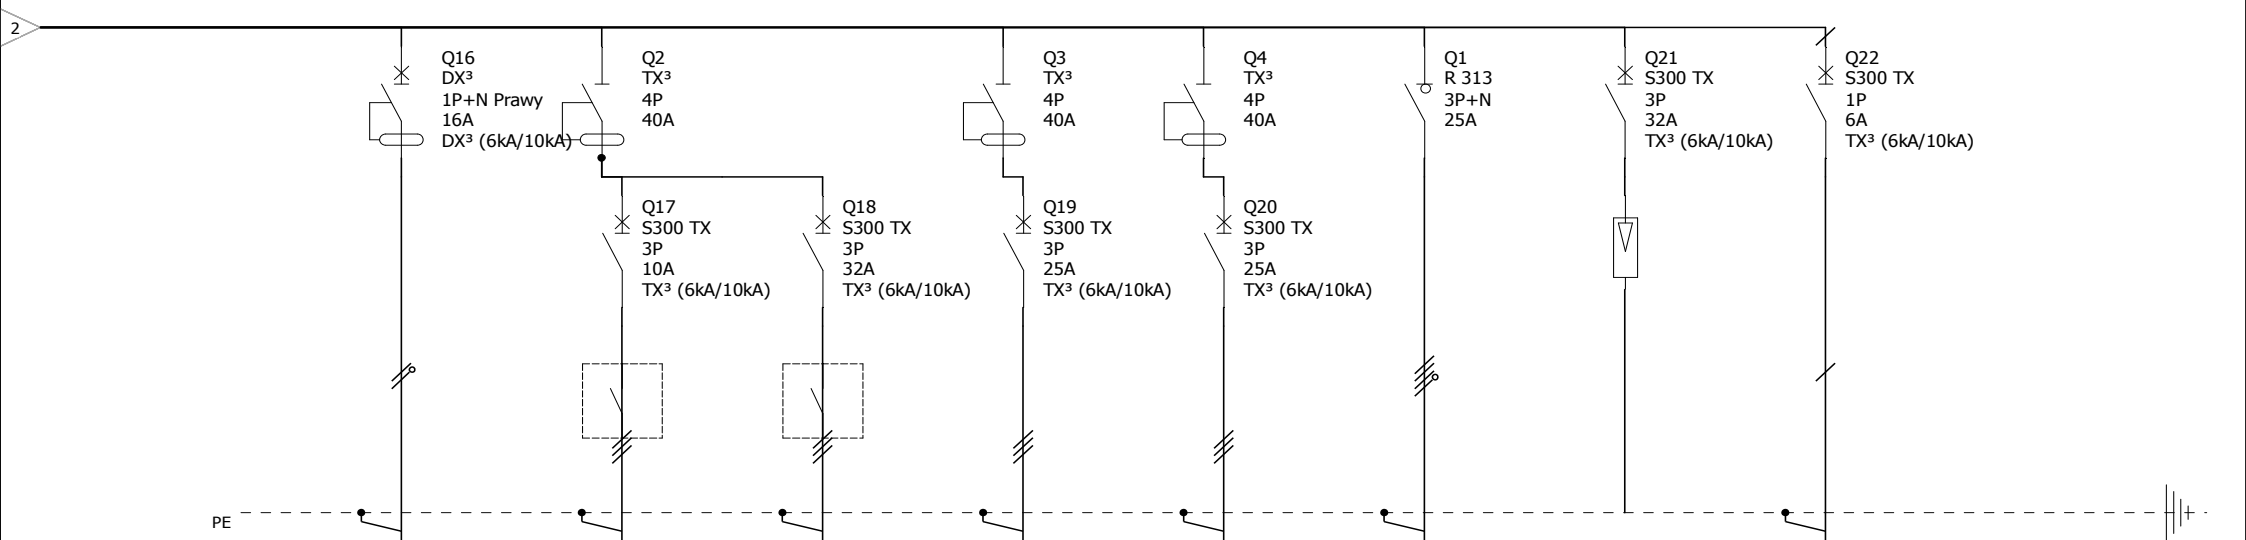 2
Q16
DX³
1P+N Prawy
16A
DX³ (6kA/10kA)
Q2
TX³
4P
40A
Q3
TX³
4P
40A
Q4
TX³
4P
40A
Q1
R 313
3P+N
25A
Q21
S300 TX
3P
32A
TX³ (6kA/10kA)
Q22
S300 TX
1P
6A
TX³ (6kA/10kA)
Q17
S300 TX
3P
10A
TX³ (6kA/10kA)
Q18
S300 TX
3P
32A
TX³ (6kA/10kA)
Q19
S300 TX
3P
25A
TX³ (6kA/10kA)
Q20
S300 TX
3P
25A
TX³ (6kA/10kA)
PE